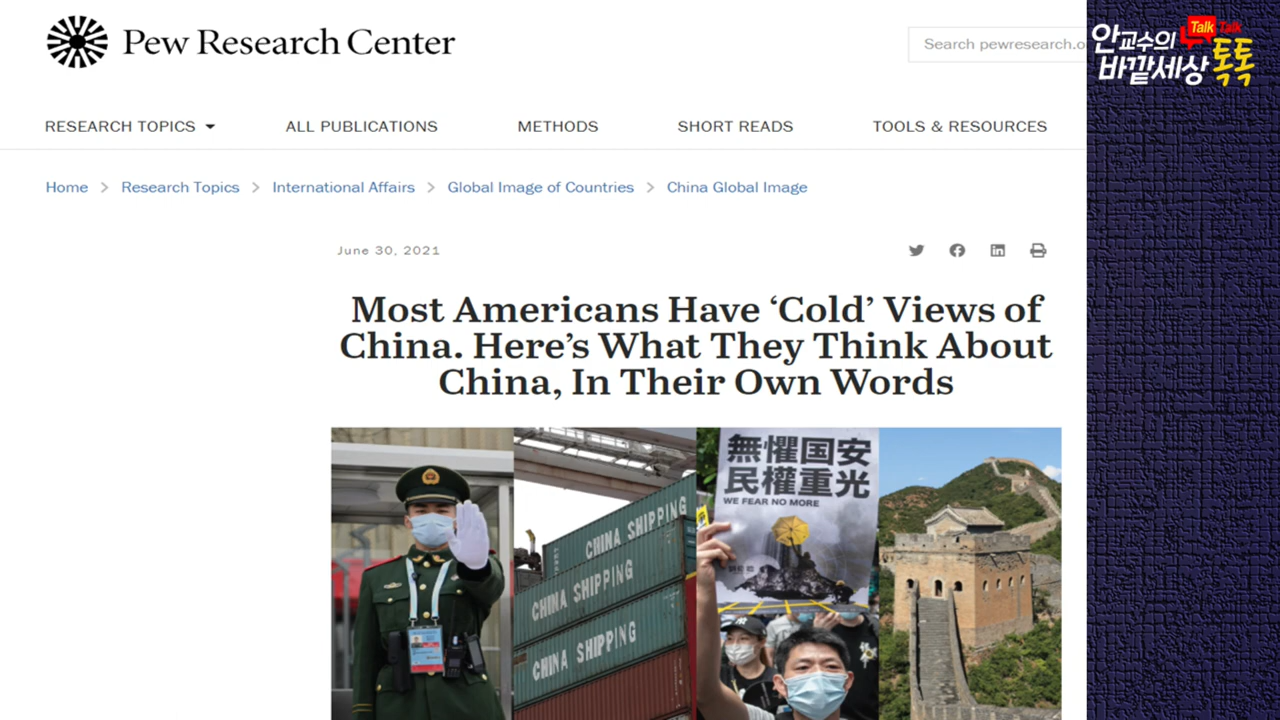 Pew Research Center
Search pewresearch.o
안교수의 Talk Talk
바깥세상 톡톡
RESEARCH TOPICS
ALL PUBLICATIONS
METHODS
SHORT READS
TOOLS & RESOURCES
Home > Research Topics > International Affairs > Global Image of Countries > China Global Image
June 30, 2021
Most Americans Have ‘Cold’ Views of
China. Here’s What They Think About
China, In Their Own Words
CHINA SHIPPING
CHINA SHIPPING
CHINA SHIPPING
CHINA SHIPPING
無懼国安
民權重光
WE FEAR NO MORE